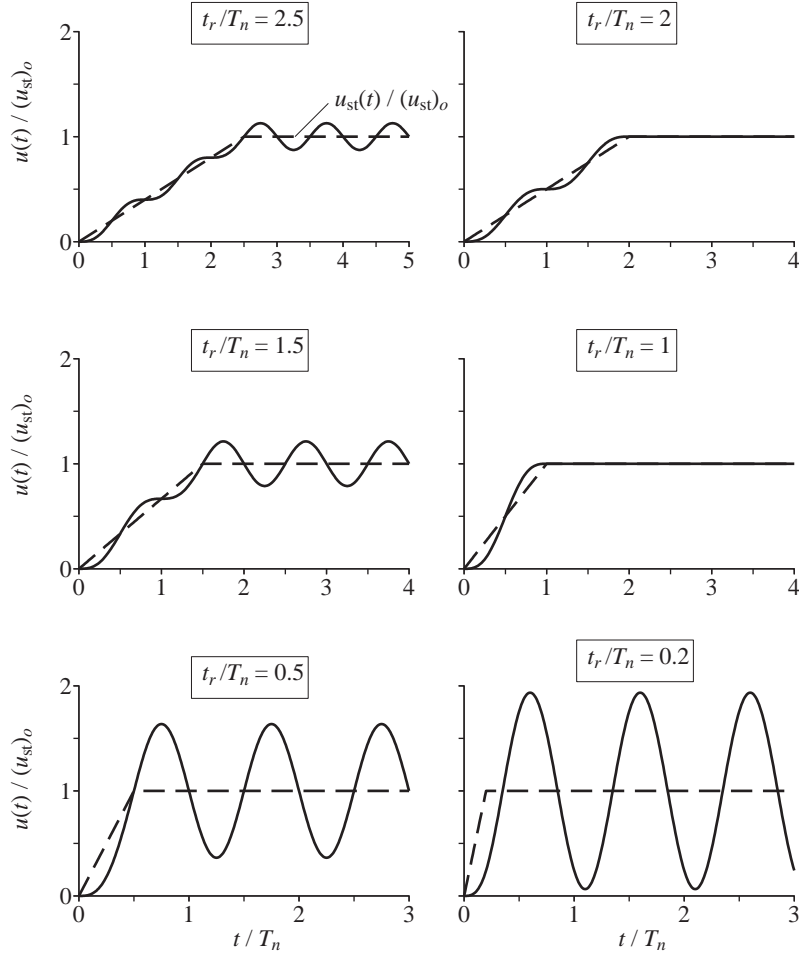 t_r /T_n = 2.5
t_r /T_n = 2
2
1
0
u(t) / (u_st)_o
u_st(t) / (u_st)_o
0 1 2 3 4 5
0 1 2 3 4
t_r /T_n = 1.5
t_r /T_n = 1
2
1
0
u(t) / (u_st)_o
0 1 2 3 4
0 1 2 3 4
t_r /T_n = 0.5
t_r /T_n = 0.2
2
1
0
u(t) / (u_st)_o
0 1 2 3
0 1 2 3
t / T_n
t / T_n